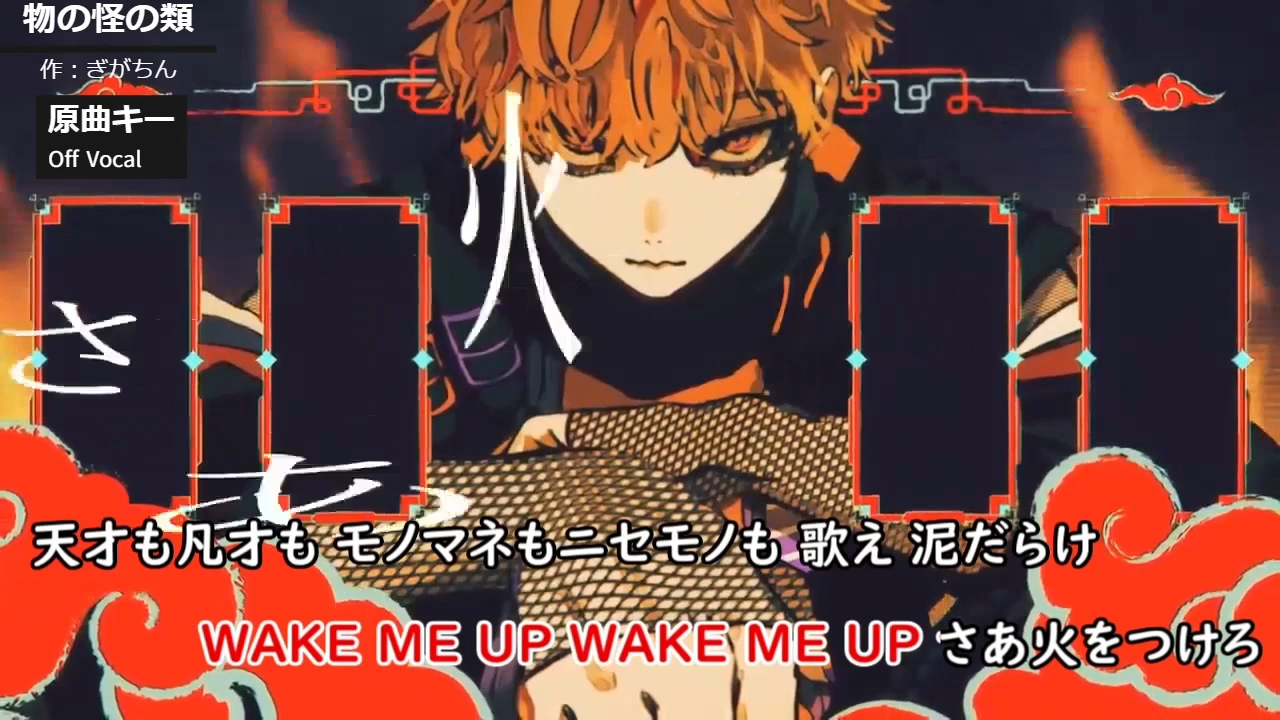 物の怪の類
作：ぎがちん
原曲キー
Off Vocal
火
さ
あ
天才も凡才も モノマネもニセモノも 歌え 泥だらけ
WAKE ME UP WAKE ME UP さあ火をつけろ